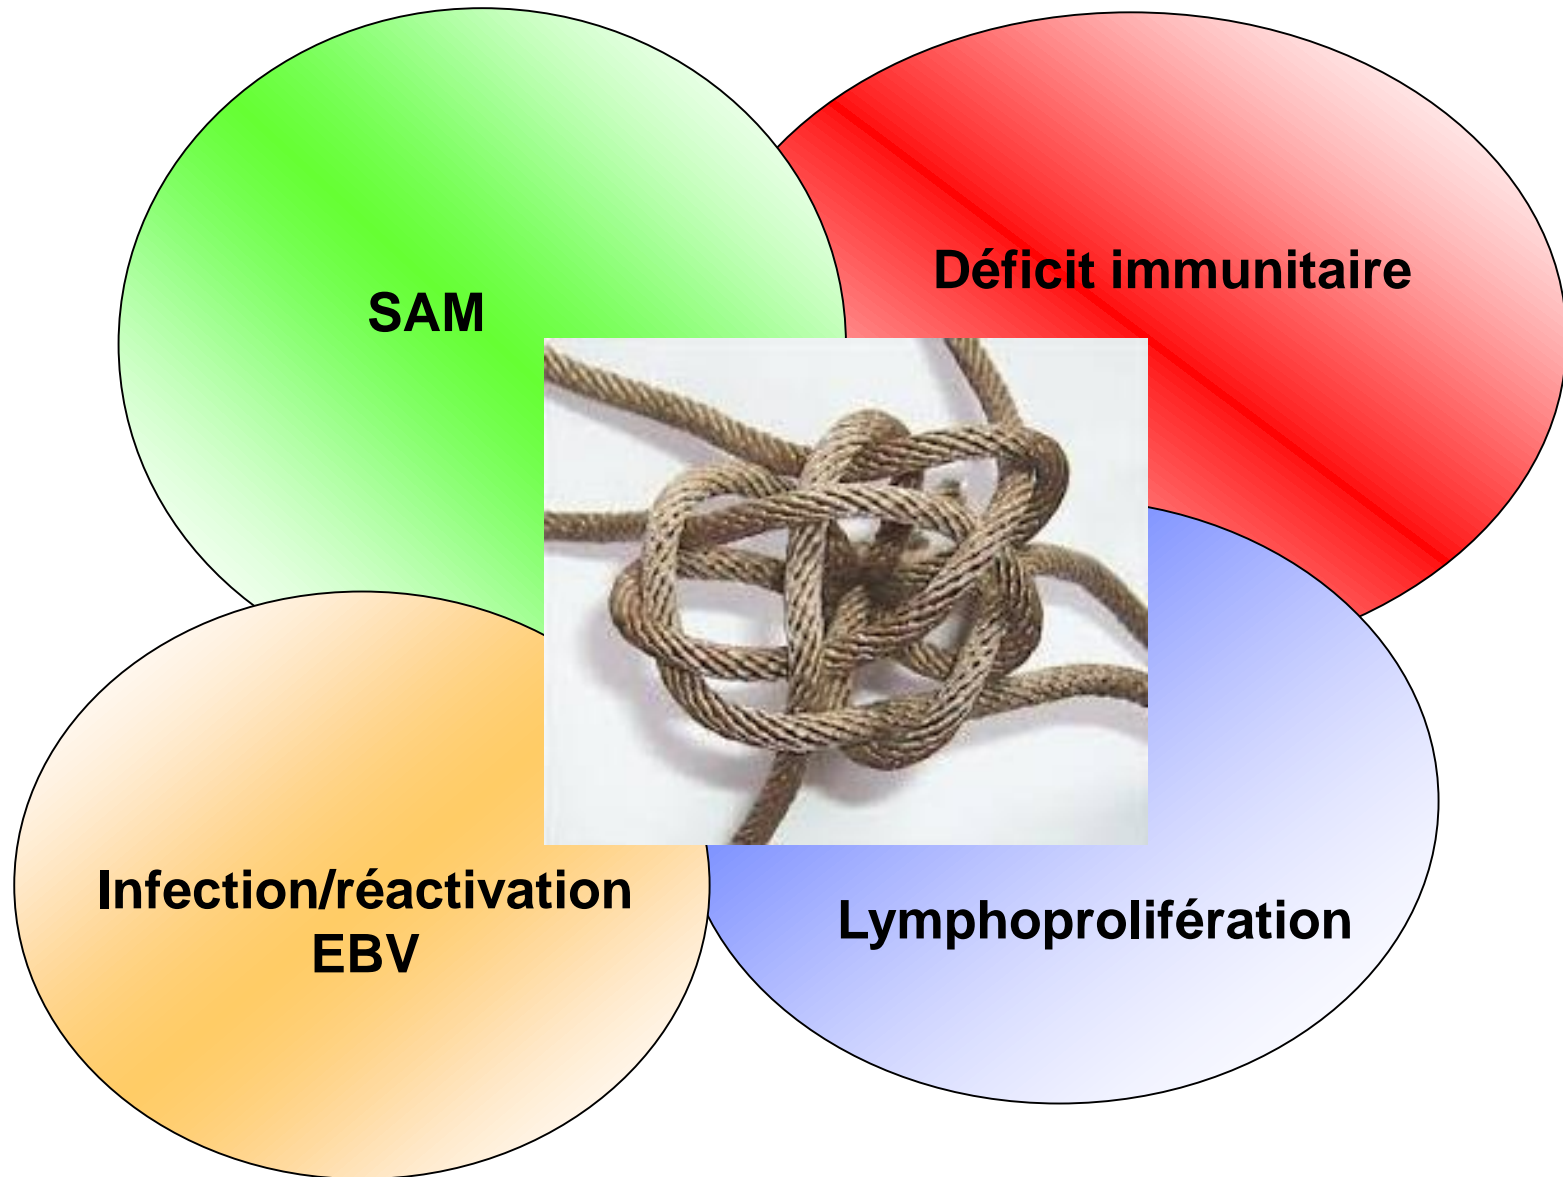 SAM
Déficit immunitaire
Infection/réactivation
EBV
Lymphoprolifération